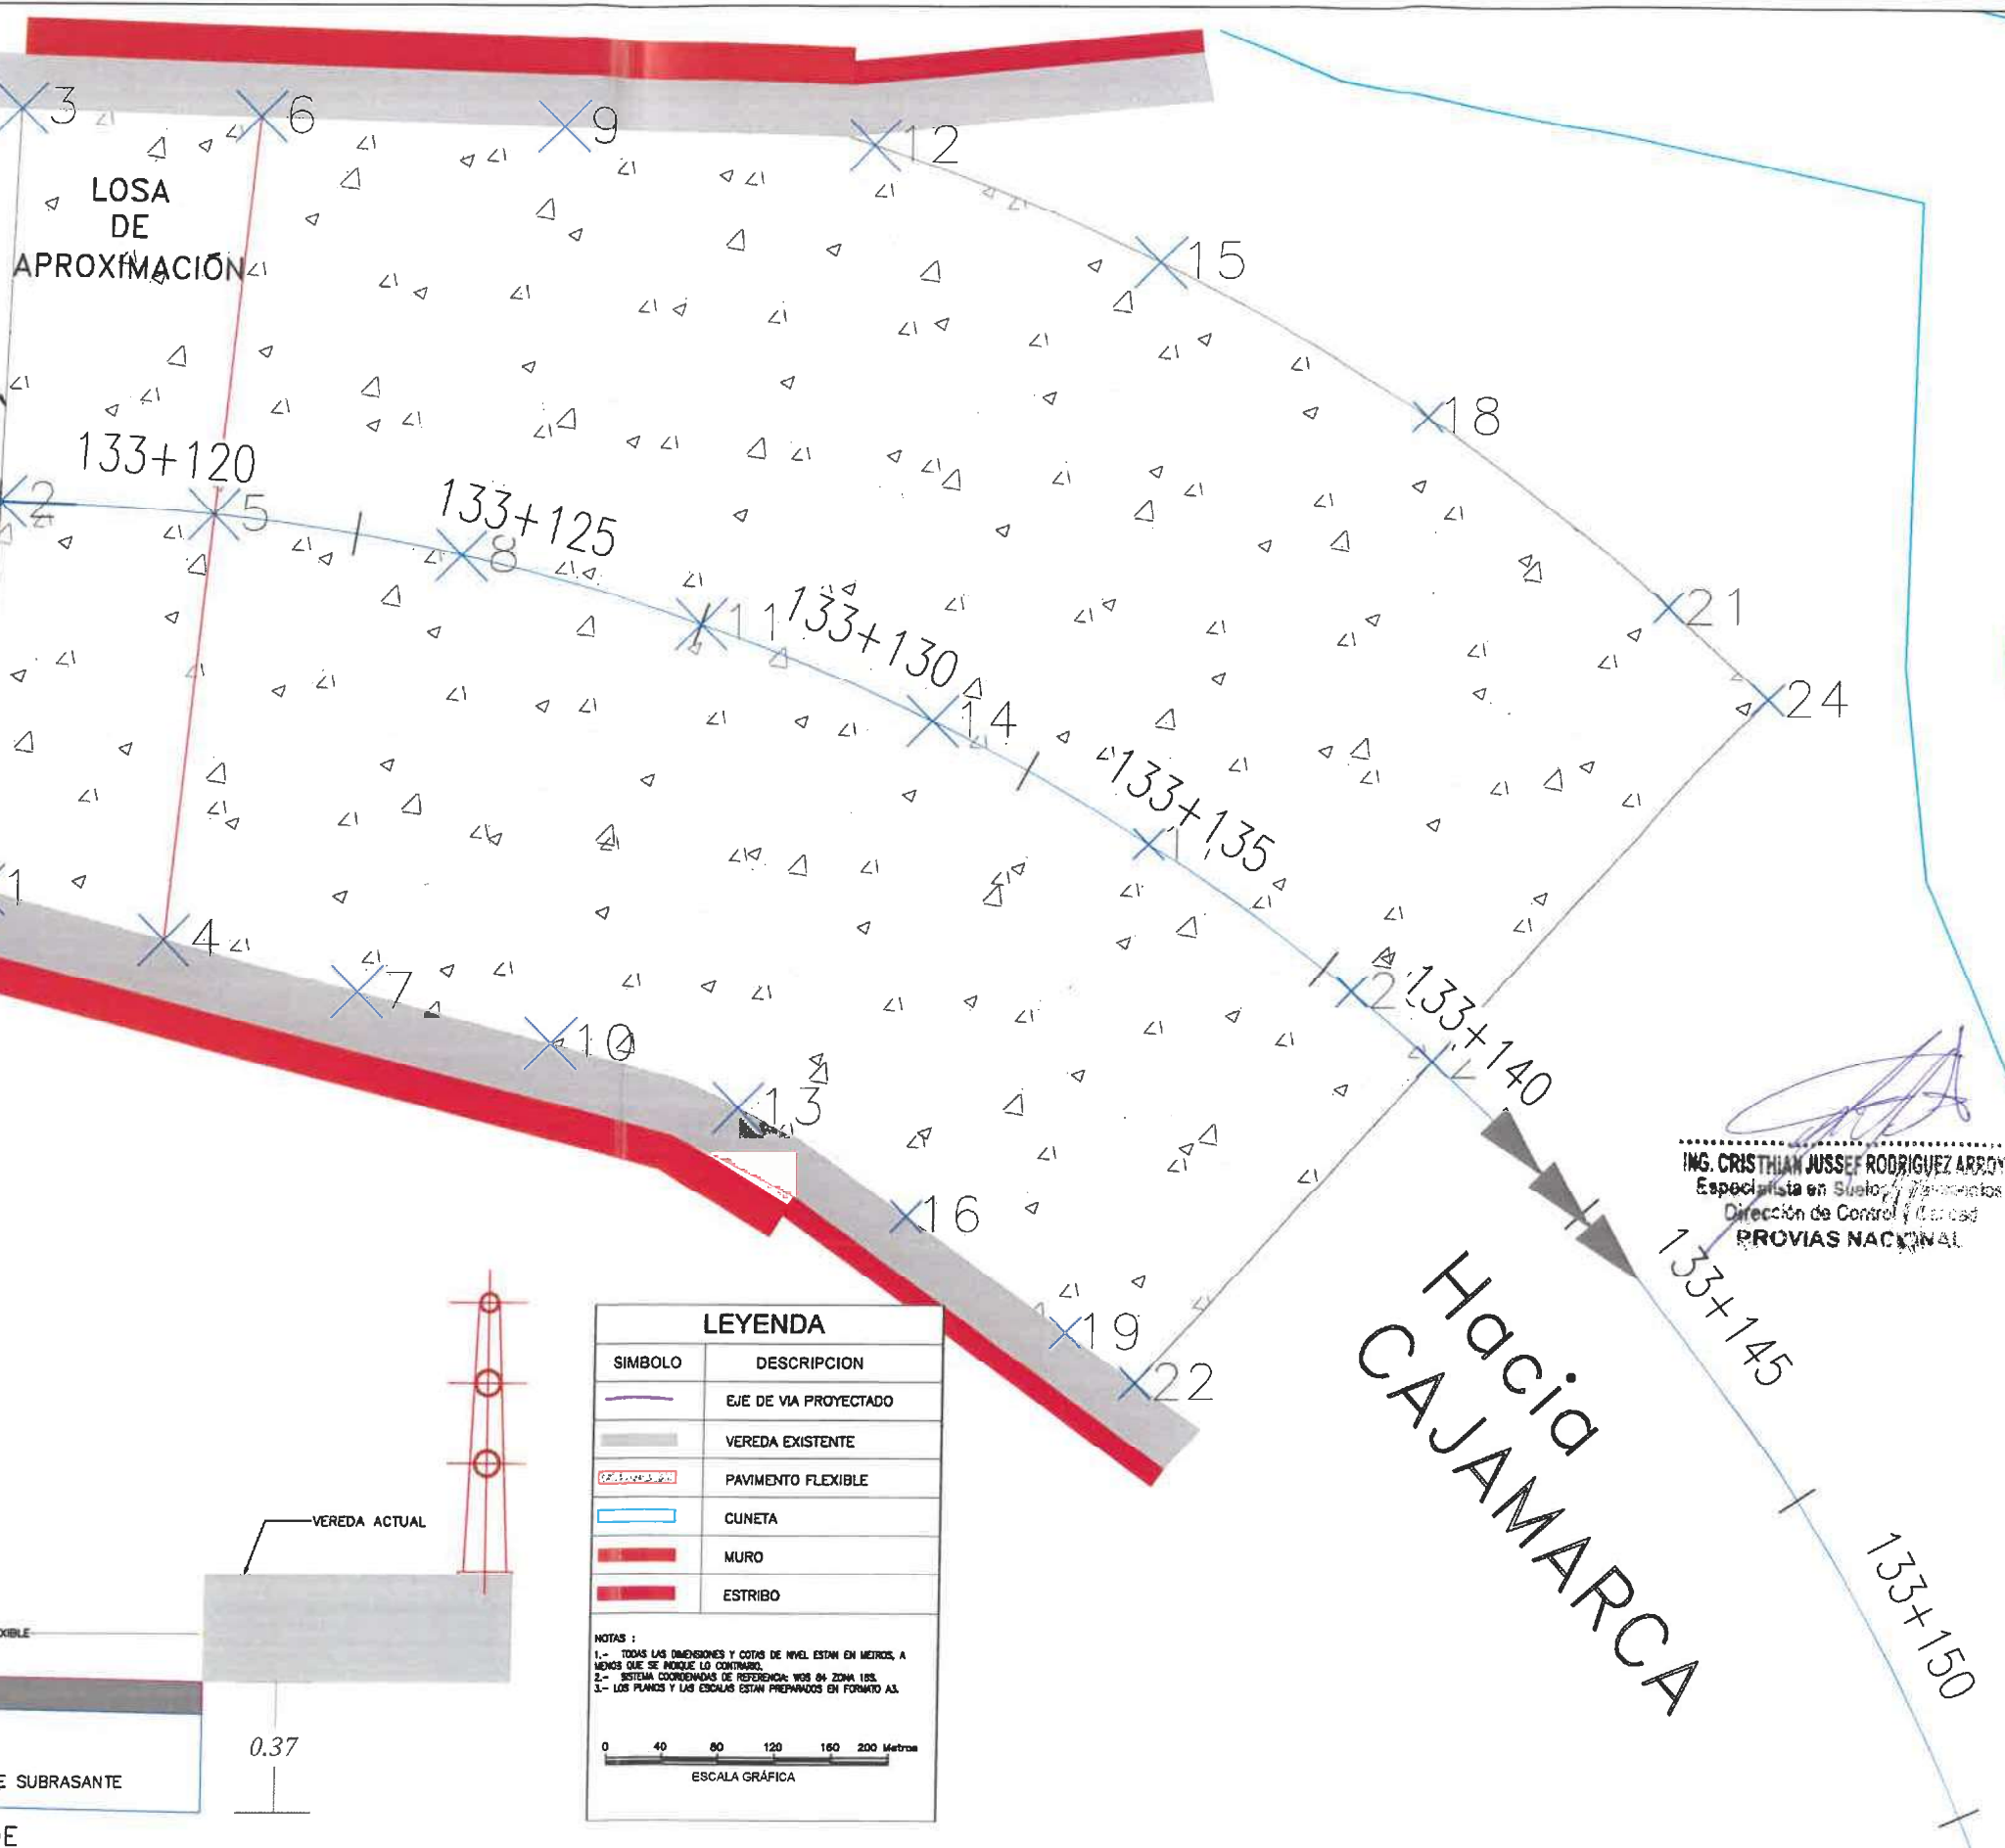 3
6
9
12
15
18
21
24
LOSA
DE
APROXIMACIÓN
133+120
2
5
133+125
8
11
133+130
14
133+135
1
2
133+140
2
1
4
7
10
13
16
19
22
133+145
133+150
Hacia
CAJAMARCA
ING. CRISTHIAN JUSSEF RODRIGUEZ ARROY
Especialista en Suelos y Pavimentos
Dirección de Control y Calidad
PROVIAS NACIONAL
VEREDA ACTUAL
XIBLE
0.37
E SUBRASANTE
E
LEYENDA
SIMBOLO DESCRIPCION
EJE DE VIA PROYECTADO
VEREDA EXISTENTE
PAVIMENTO FLEXIBLE
CUNETA
MURO
ESTRIBO
NOTAS :
1.- TODAS LAS DIMENSIONES Y COTAS DE NIVEL ESTAN EN METROS, A
MENOS QUE SE INDIQUE LO CONTRARIO.
2.- SISTEMA COORDENADAS DE REFERENCIA: WGS 84 ZONA 18S.
3.- LOS PLANOS Y LAS ESCALAS ESTAN PREPARADOS EN FORMATO A3.
0 40 80 120 160 200 Metros
ESCALA GRÁFICA